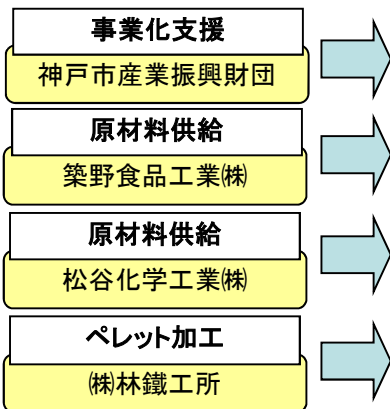 事業化支援
神戸市産業振興財団
原材料供給
築野食品工業㈱
原材料供給
松谷化学工業㈱
ペレット加工
㈱林鐵工所